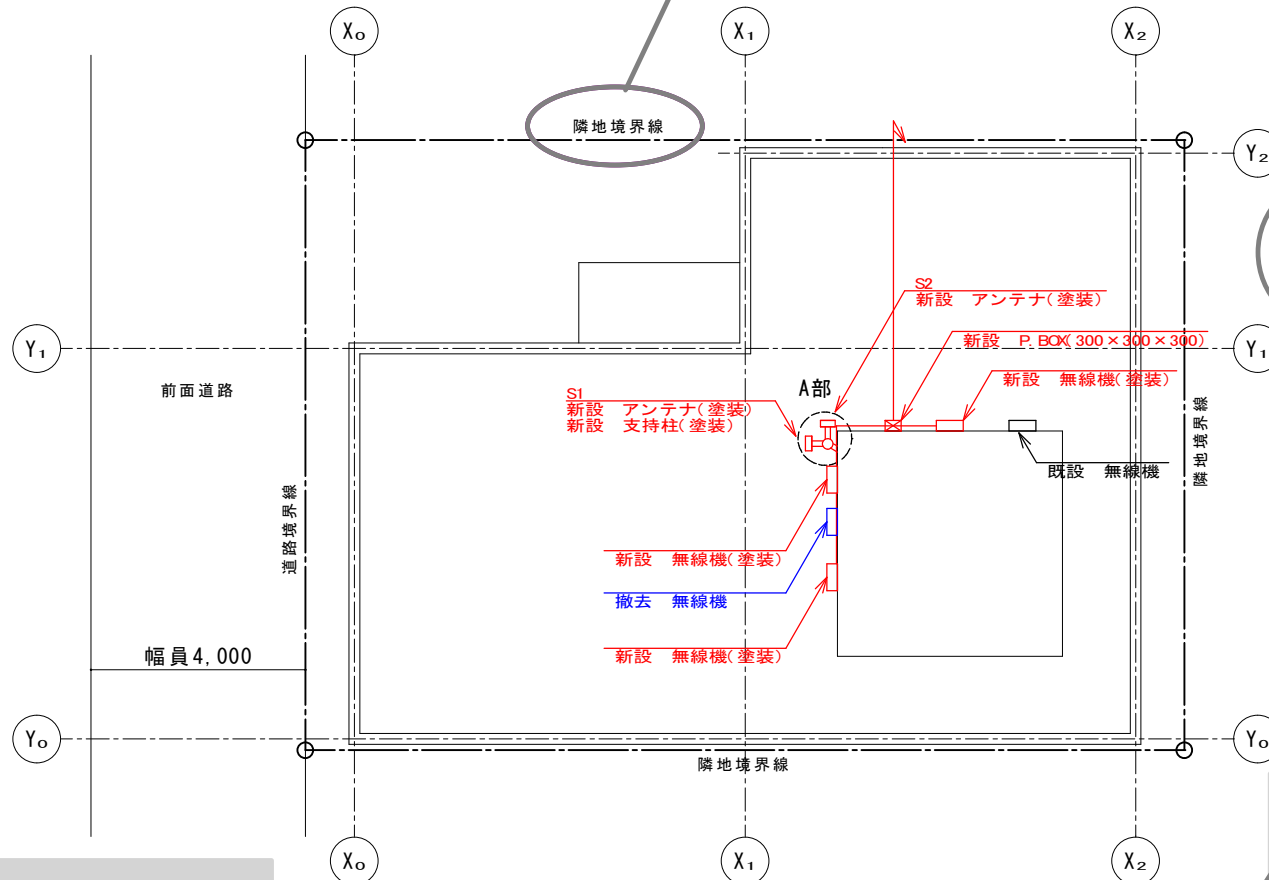 X₀ X₁ X₂
隣地境界線
Y₂
S2
新設 アンテナ(塗装)
新設 P.BOX(300×300×300)
Y₁ Y₁
新設 無線機(塗装)
前面道路
A部
S1
新設 アンテナ(塗装)
新設 支持柱(塗装)
隣地境界線
既設 無線機
道路境界線
新設 無線機(塗装)
撤去 無線機
幅員4,000
新設 無線機(塗装)
Y₀ Y₀
隣地境界線
X₀ X₁ X₂